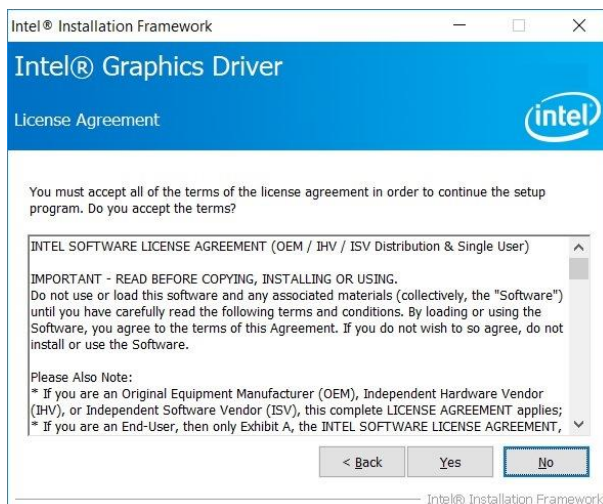 Intel® Installation Framework
Intel® Graphics Driver
License Agreement
intel
You must accept all of the terms of the license agreement in order to continue the setup
program. Do you accept the terms?
INTEL SOFTWARE LICENSE AGREEMENT (OEM / IHV / ISV Distribution & Single User)
IMPORTANT - READ BEFORE COPYING, INSTALLING OR USING.
Do not use or load this software and any associated materials (collectively, the "Software")
until you have carefully read the following terms and conditions. By loading or using the
Software, you agree to the terms of this Agreement. If you do not wish to so agree, do not
install or use the Software.
Please Also Note:
* If you are an Original Equipment Manufacturer (OEM), Independent Hardware Vendor
(IHV), or Independent Software Vendor (ISV), this complete LICENSE AGREEMENT applies;
* If you are an End-User, then only Exhibit A, the INTEL SOFTWARE LICENSE AGREEMENT,
< Back Yes No
Intel® Installation Framework